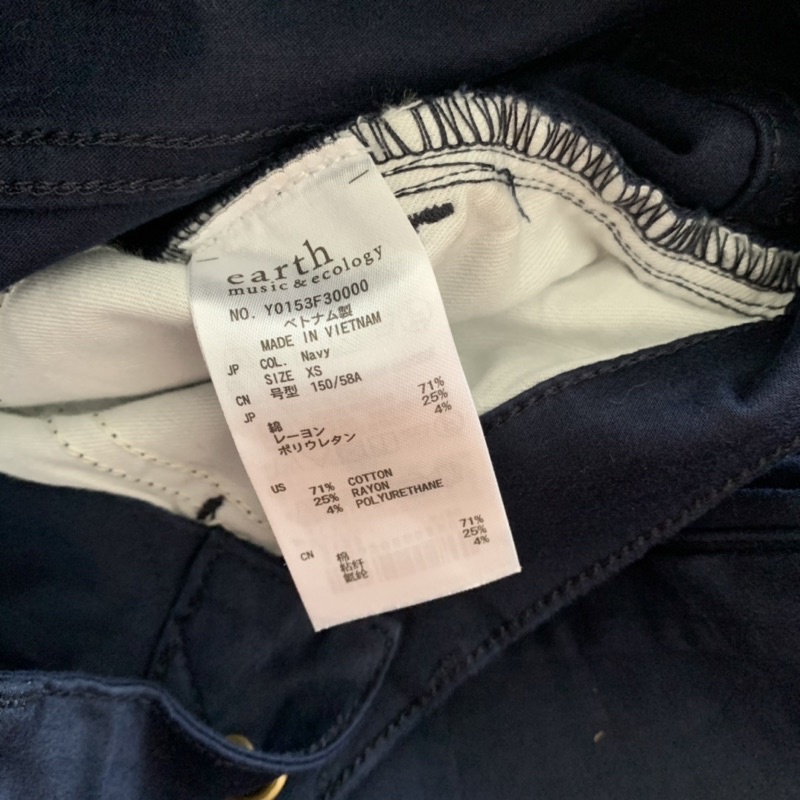 earth
music & ecology
NO. Y0153F30000
ベトナム製
MADE IN VIETNAM
JP COL. Navy
SIZE XS
CN 号型 150/58A
JP
綿 71%
レーヨン 25%
ポリウレタン 4%
US 71% COTTON
25% RAYON
4% POLYURETHANE
CN 棉 71%
粘纤 25%
氨纶 4%